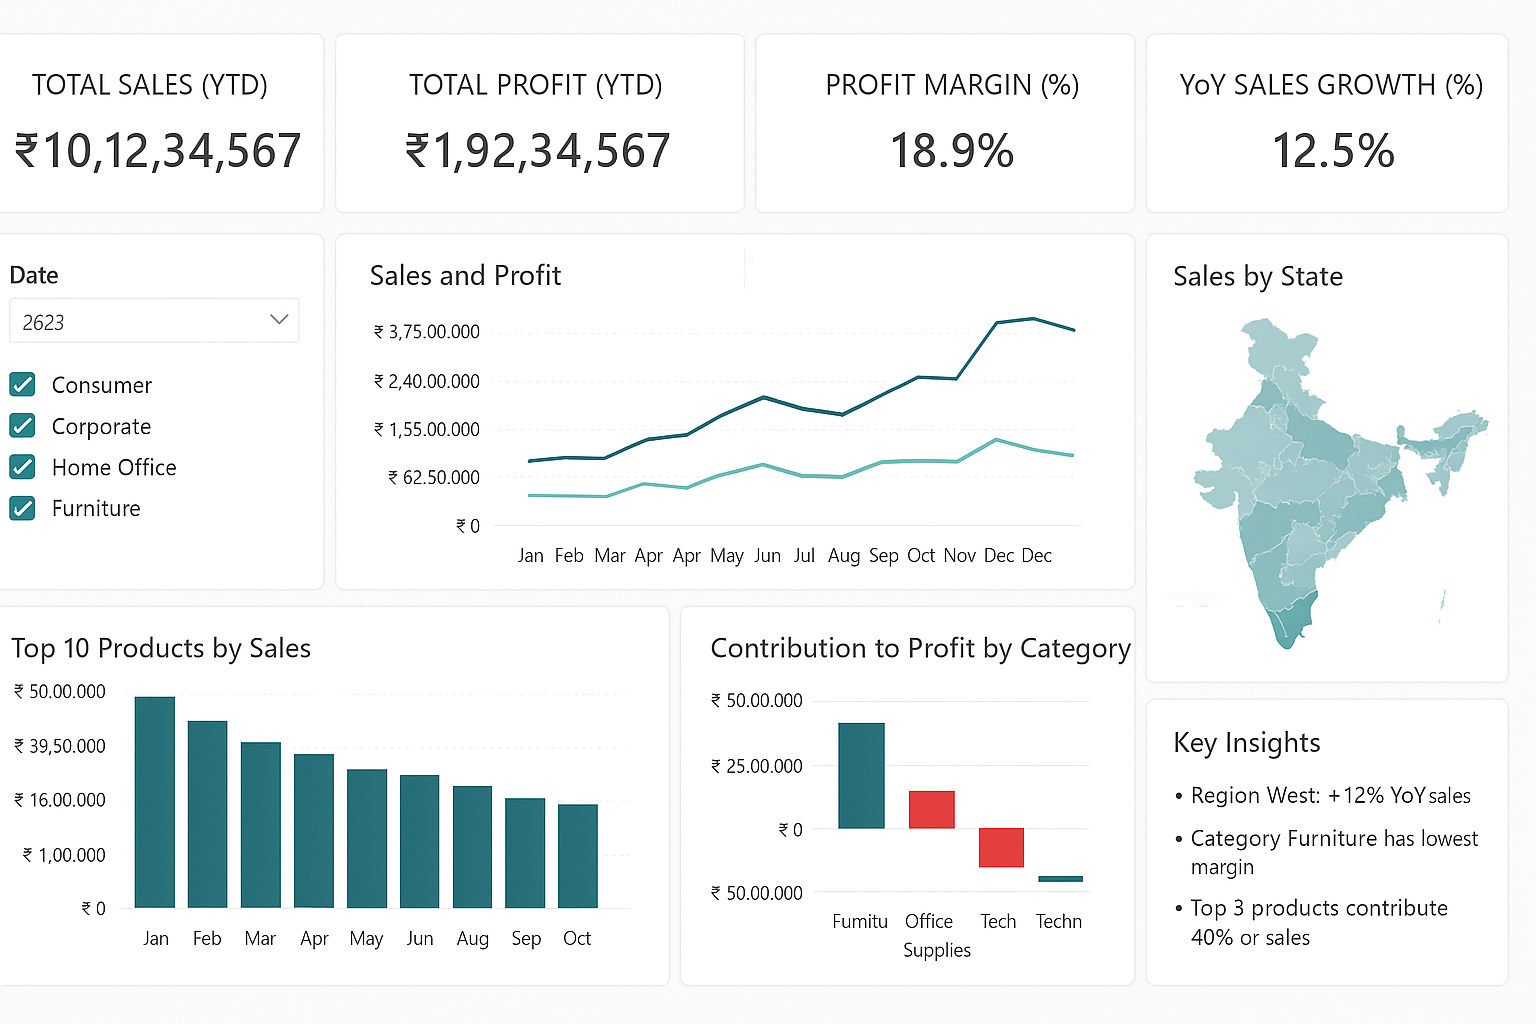 TOTAL SALES (YTD)
₹10,12,34,567
TOTAL PROFIT (YTD)
₹1,92,34,567
PROFIT MARGIN (%)
18.9%
YoY SALES GROWTH (%)
12.5%
Date
2623
Consumer
Corporate
Home Office
Furniture
Sales and Profit
₹ 3,75.00.000
₹ 2,40.00.000
₹ 1,55.00.000
₹ 62.50.000
₹ 0
Jan Feb Mar Apr Apr May Jun Jul Aug Sep Oct Nov Dec Dec
Sales by State
Top 10 Products by Sales
₹ 50.00.000
₹ 39,50.000
₹ 16.00.000
₹ 1,00.000
₹ 0
Jan Feb Mar Apr May Jun Aug Sep Oct
Contribution to Profit by Category
₹ 50.00.000
₹ 25.00.000
₹ 0
₹ 50.00.000
Fumitu Office Tech Techn
Supplies
Key Insights
• Region West: +12% YoY sales
• Category Furniture has lowest
margin
• Top 3 products contribute
40% or sales